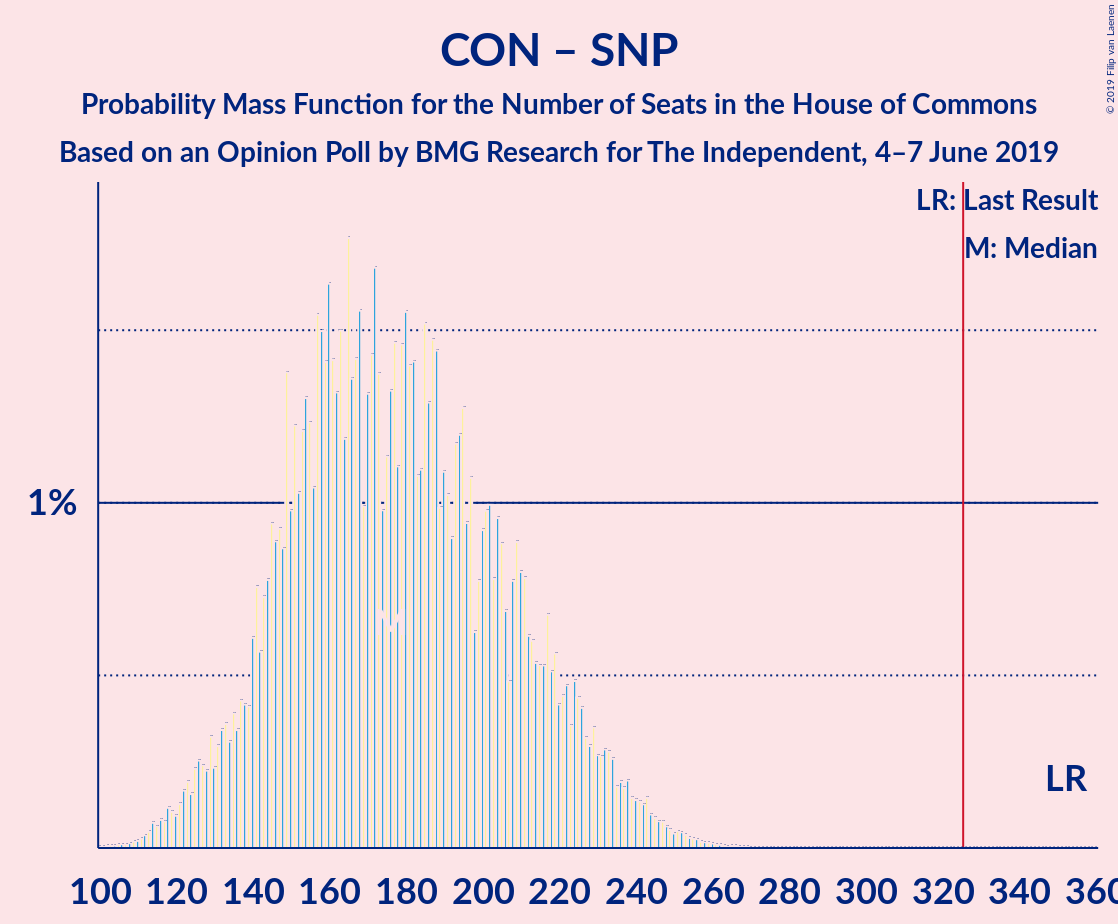 CON – SNP
Probability Mass Function for the Number of Seats in the House of Commons
Based on an Opinion Poll by BMG Research for The Independent, 4–7 June 2019
© 2019 Filip van Laenen
LR: Last Result
M: Median
1%
M
LR
100 120 140 160 180 200 220 240 260 280 300 320 340 360